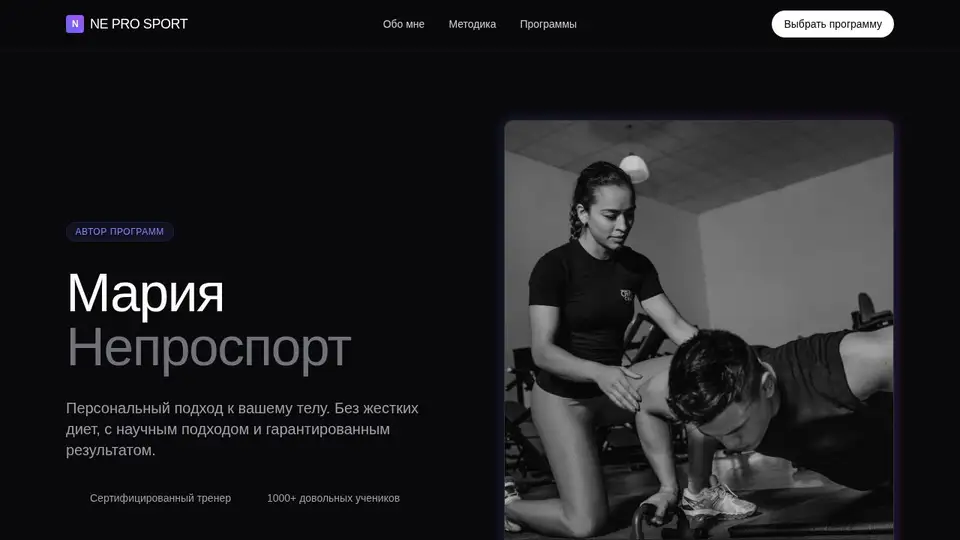 N NE PRO SPORT
Обо мне
Методика
Программы
Выбрать программу
АВТОР ПРОГРАММ
Мария
Непроспорт
Персональный подход к вашему телу. Без жестких
диет, с научным подходом и гарантированным
результатом.
Сертифицированный тренер
1000+ довольных учеников